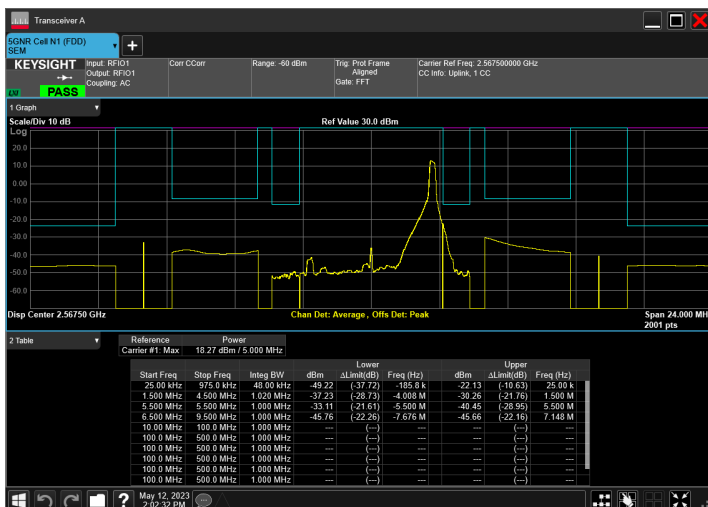 Transceiver A
5GNR Cell N1 (FDD)
SEM
KEYSIGHT
Input: RFIO1
Output: RFIO1
Coupling: AC
Corr CCorr
Range: -60 dBm
Trig: Prot Frame
Aligned
Gate: FFT
Carrier Ref Freq: 2.567500000 GHz
CC Info: Uplink, 1 CC
LXI
PASS
1 Graph
Scale/Div 10 dB
Ref Value 30.0 dBm
Log
20.0
10.0
0.00
-10.0
-20.0
-30.0
-40.0
-50.0
-60.0
Disp Center 2.56750 GHz
Chan Det: Average, Offs Det: Peak
Span 24.000 MH
2001 pts
2 Table
Reference Power
Carrier #1: Max 18.27 dBm / 5.000 MHz
Lower Upper
Start Freq Stop Freq Integ BW dBm ΔLimit(dB) Freq (Hz) dBm ΔLimit(dB) Freq (Hz)
25.00 kHz 975.0 kHz 48.00 kHz -49.22 (-37.72) -185.8 k -22.13 (-10.63) 25.00 k
1.500 MHz 4.500 MHz 1.020 MHz -37.23 (-28.73) -4.008 M -30.26 (-21.76) 1.500 M
5.500 MHz 5.500 MHz 1.000 MHz -33.11 (-21.61) -5.500 M -40.45 (-28.95) 5.500 M
6.500 MHz 9.500 MHz 1.000 MHz -45.76 (-22.26) -7.676 M -45.66 (-22.16) 7.148 M
10.00 MHz 100.0 MHz 1.000 MHz --- (---) --- --- (---) ---
100.0 MHz 500.0 MHz 1.000 MHz --- (---) --- --- (---) ---
100.0 MHz 500.0 MHz 1.000 MHz --- (---) --- --- (---) ---
100.0 MHz 500.0 MHz 1.000 MHz --- (---) --- --- (---) ---
100.0 MHz 500.0 MHz 1.000 MHz --- (---) --- --- (---) ---
100.0 MHz 500.0 MHz 1.000 MHz --- (---) --- --- (---) ---
May 12, 2023
2:02:32 PM